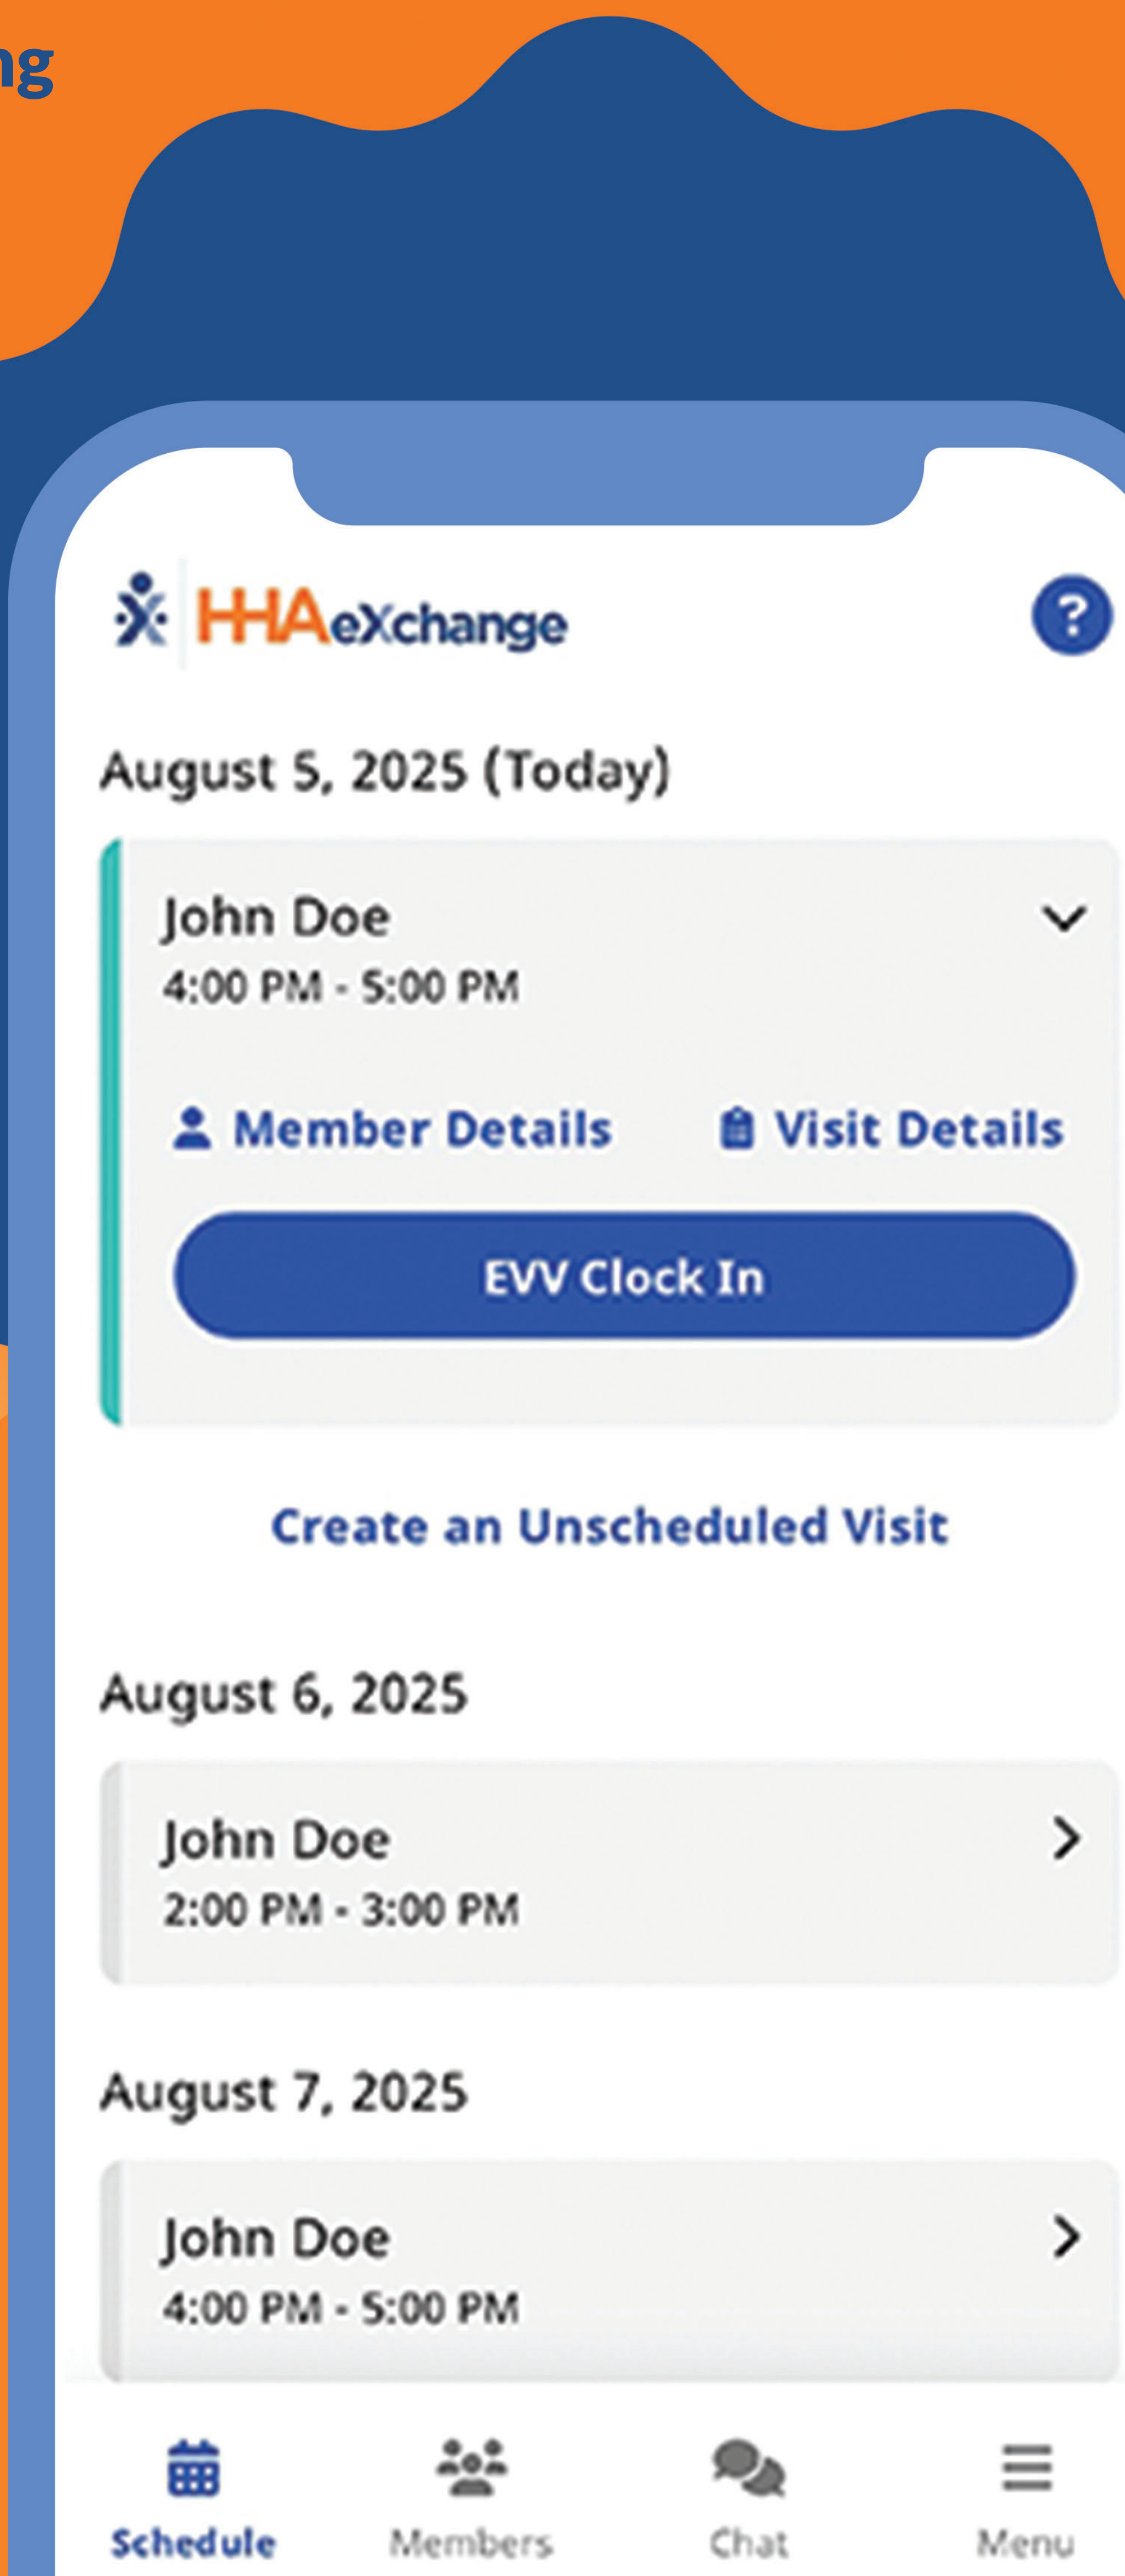 ng
HHAeXchange
?
August 5, 2025 (Today)
John Doe
4:00 PM - 5:00 PM
Member Details Visit Details
EVV Clock In
Create an Unscheduled Visit
August 6, 2025
John Doe
2:00 PM - 3:00 PM
August 7, 2025
John Doe
4:00 PM - 5:00 PM
Schedule Members Chat Menu